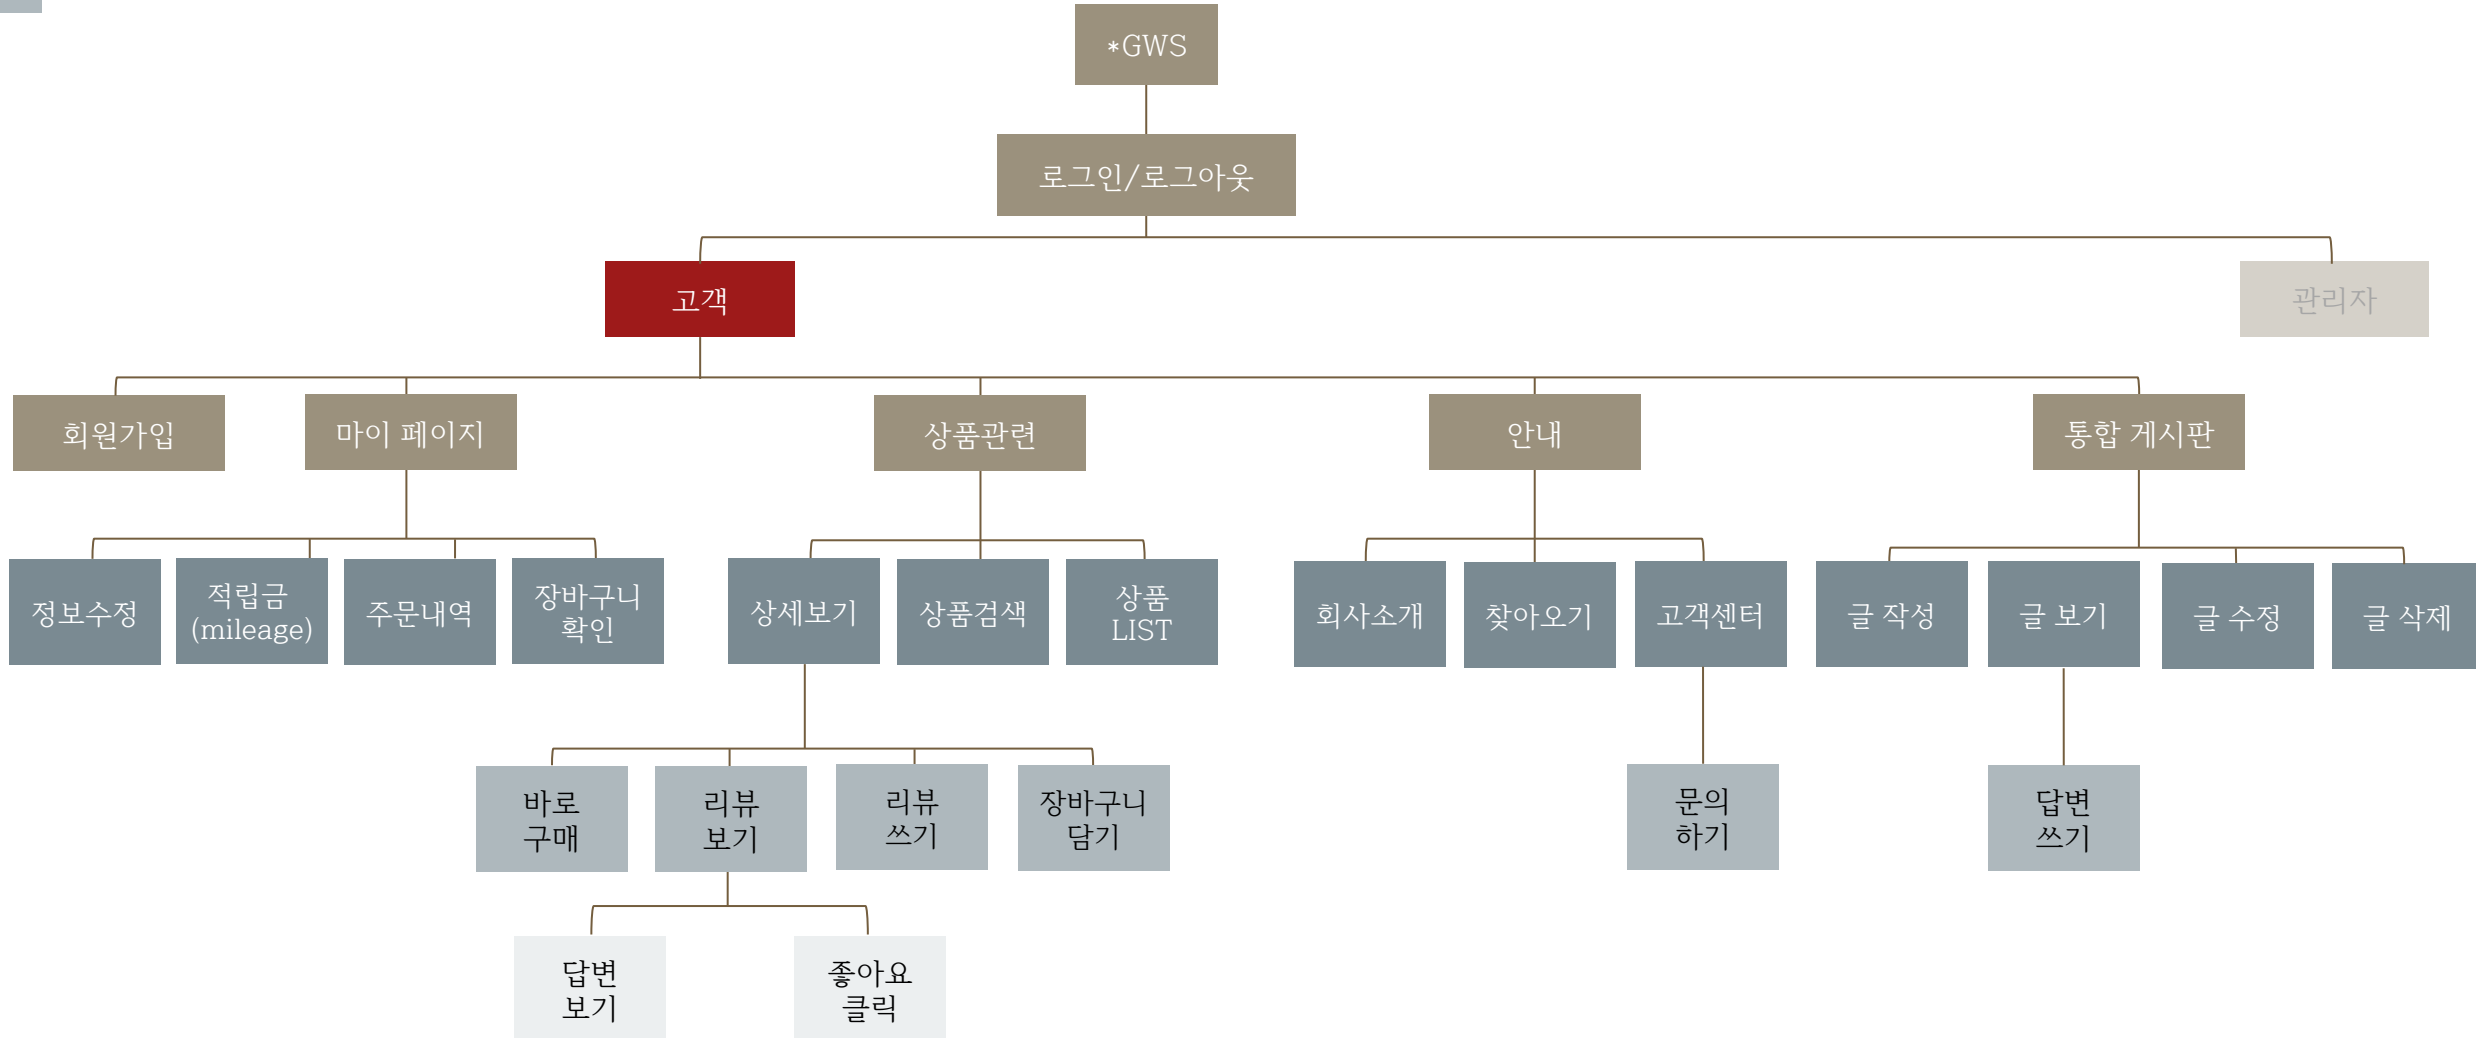 *GWS
로그인/로그아웃
고객
관리자
회원가입
마이 페이지
상품관련
안내
통합 게시판
정보수정
적립금
(mileage)
주문내역
장바구니
확인
상세보기
상품검색
상품
LIST
회사소개
찾아오기
고객센터
글 작성
글 보기
글 수정
글 삭제
바로
구매
리뷰
보기
리뷰
쓰기
장바구니
담기
문의
하기
답변
쓰기
답변
보기
좋아요
클릭